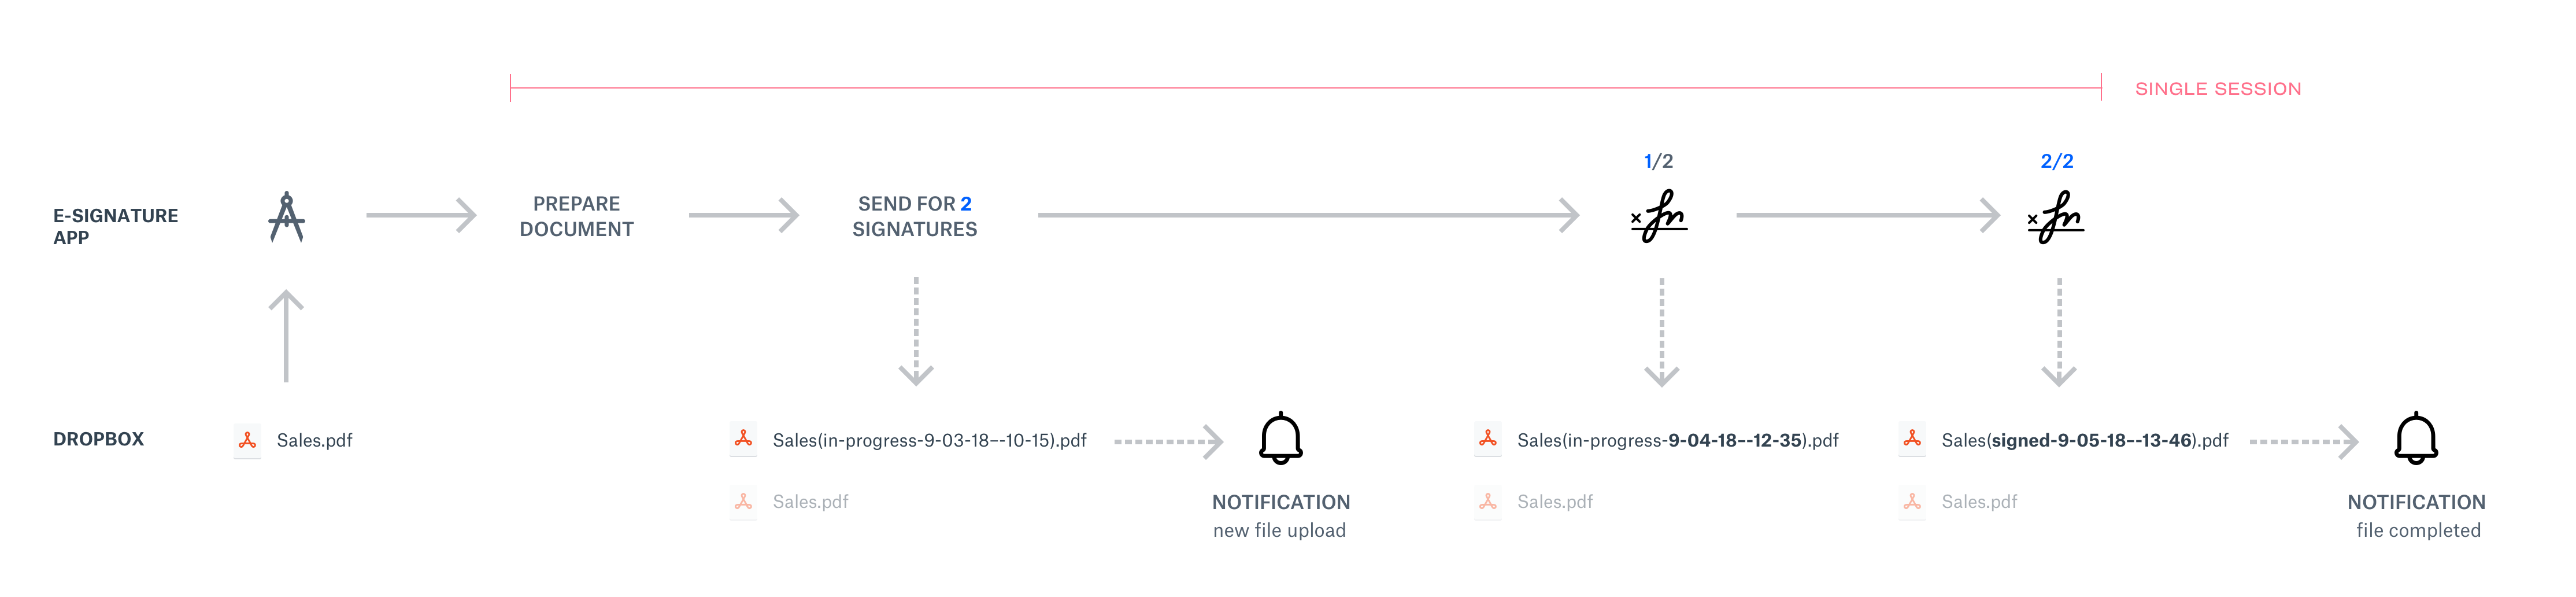 SINGLE SESSION
1/2
2/2
E-SIGNATURE
APP
PREPARE
DOCUMENT
SEND FOR 2
SIGNATURES
×
×
DROPBOX
Sales.pdf
Sales(in-progress-9-03-18--10-15).pdf
Sales.pdf
NOTIFICATION
new file upload
Sales(in-progress-9-04-18--12-35).pdf
Sales.pdf
Sales(signed-9-05-18--13-46).pdf
Sales.pdf
NOTIFICATION
file completed